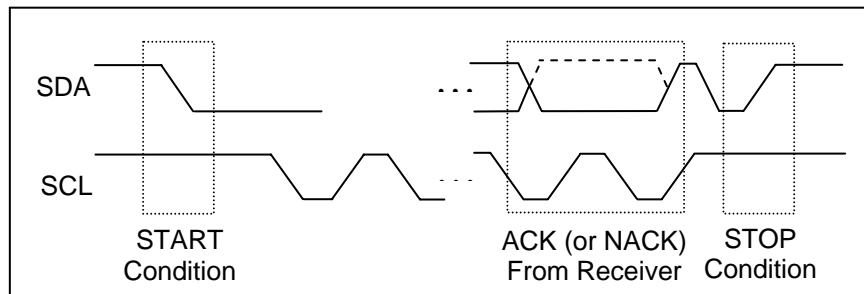 SDA
SCL
START
Condition
ACK (or NACK)
From Receiver
STOP
Condition